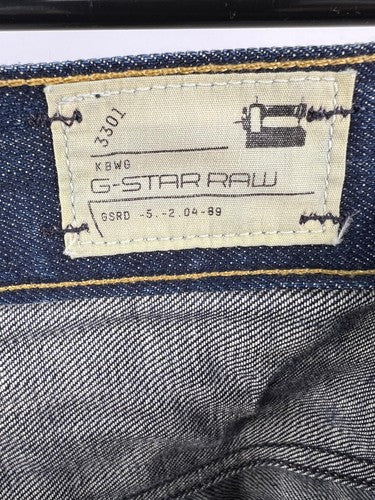 3301
KBWG
G-STAR RAW
GSRD -5.-2.04-89